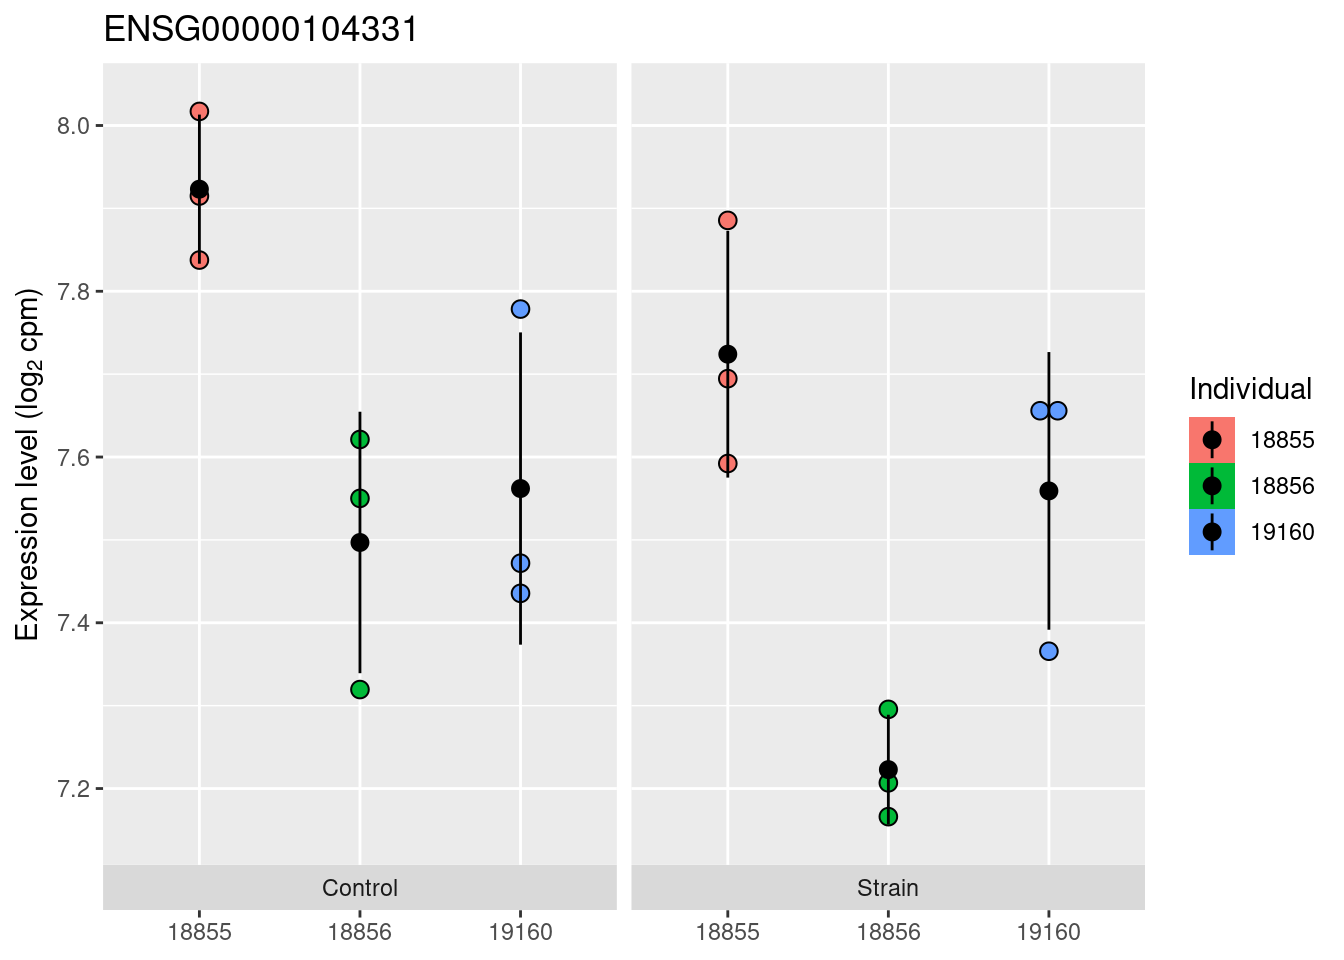 ENSG00000104331
Expression level (log₂ cpm)
8.0
7.8
7.6
7.4
7.2
Control
Strain
18855 18856 19160
18855 18856 19160
Individual
18855
18856
19160